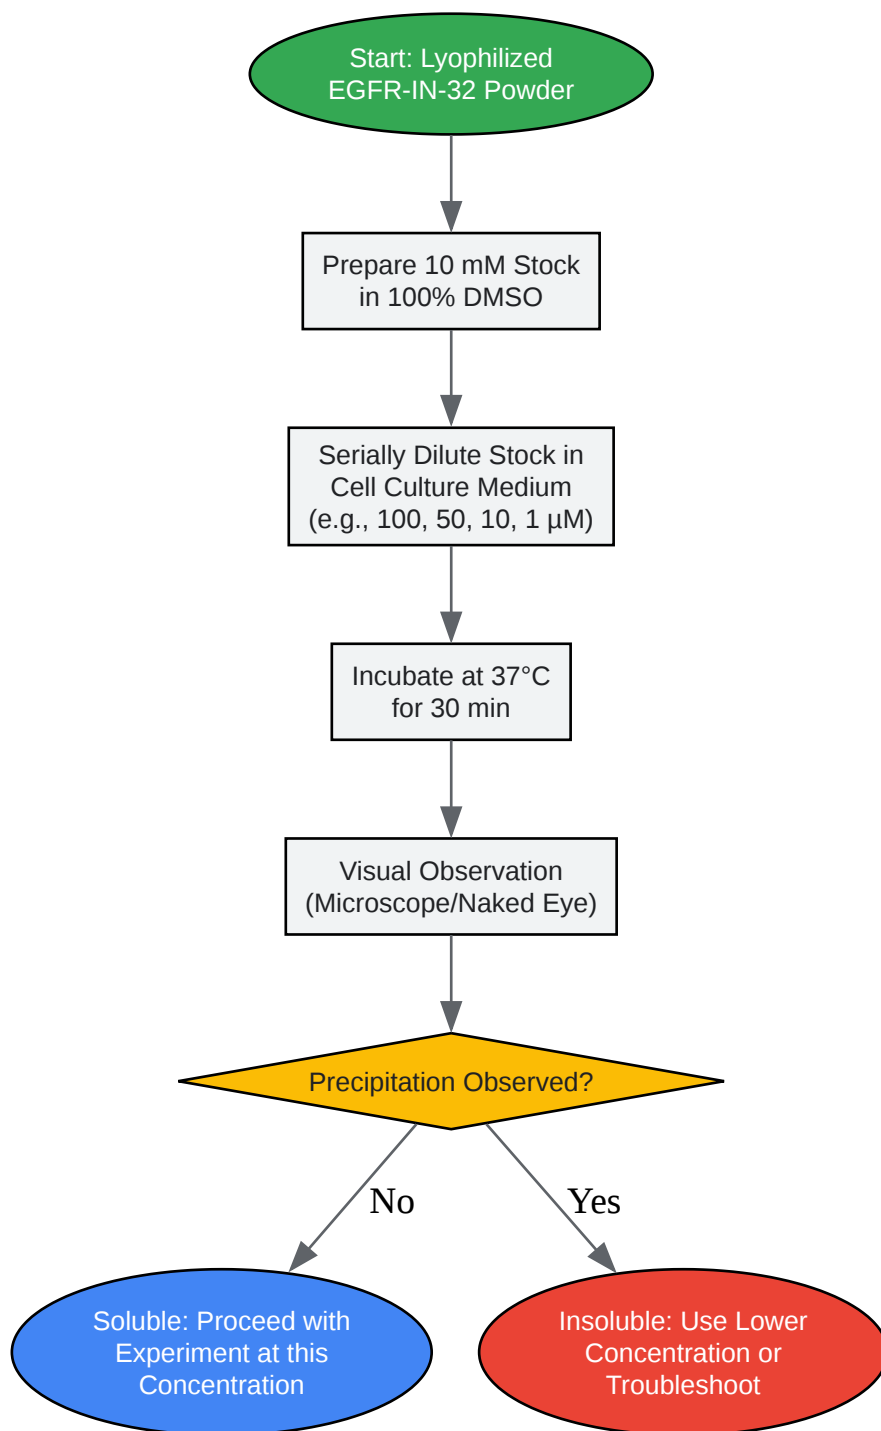 Start: Lyophilized
EGFR-IN-32 Powder
Prepare 10 mM Stock
in 100% DMSO
Serially Dilute Stock in
Cell Culture Medium
(e.g., 100, 50, 10, 1 µM)
Incubate at 37°C
for 30 min
Visual Observation
(Microscope/Naked Eye)
Precipitation Observed?
No
Yes
Soluble: Proceed with
Experiment at this
Concentration
Insoluble: Use Lower
Concentration or
Troubleshoot